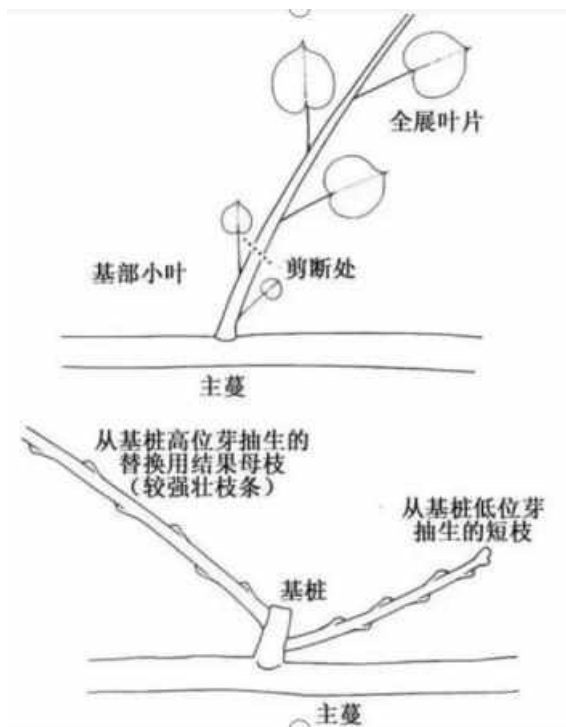 全展叶片
基部小叶
剪断处
主蔓
从基桩高位芽抽生的
替换用结果母枝
（较强壮枝条）
从基桩低位芽
抽生的短枝
基桩
主蔓